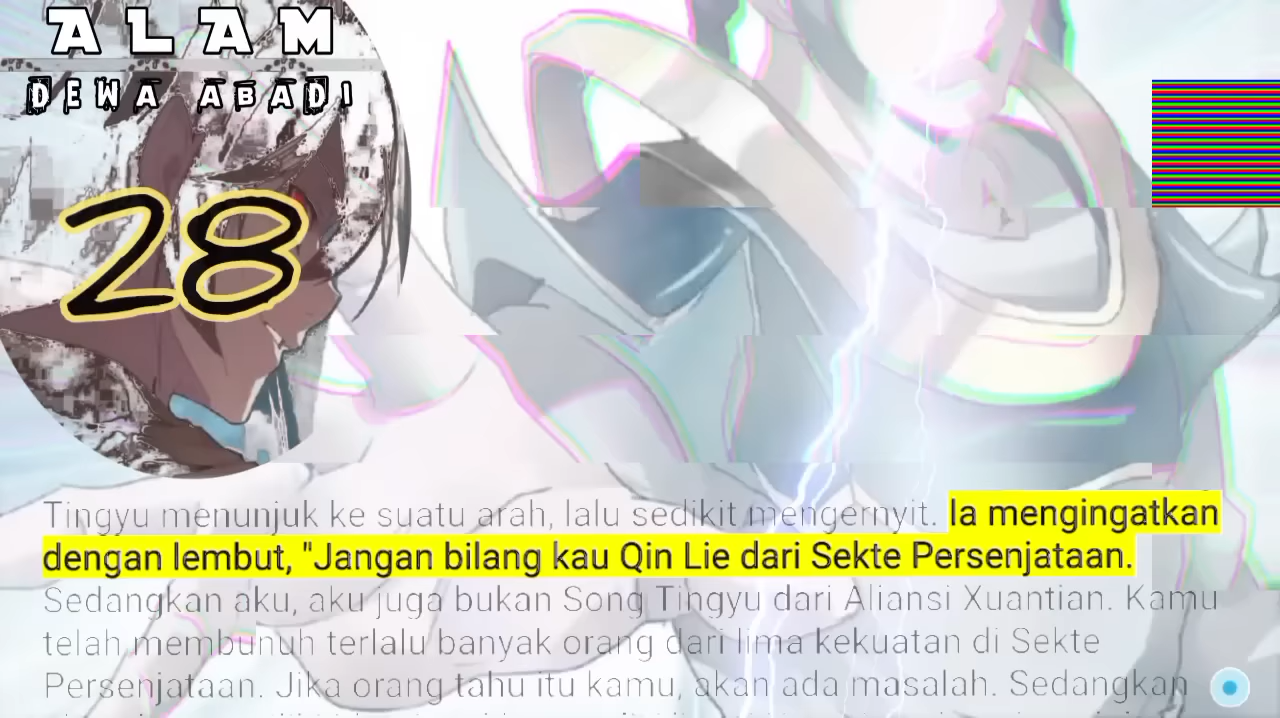 ALAM
DEWA ABADI
28
Tingyu menunjuk ke suatu arah, lalu sedikit mengernyit. Ia mengingatkan
dengan lembut, "Jangan bilang kau Qin Lie dari Sekte Persenjataan.
Sedangkan aku, aku juga bukan Song Tingyu dari Aliansi Xuantian. Kamu
telah membunuh terlalu banyak orang dari lima kekuatan di Sekte
Persenjataan. Jika orang tahu itu kamu, akan ada masalah. Sedangkan